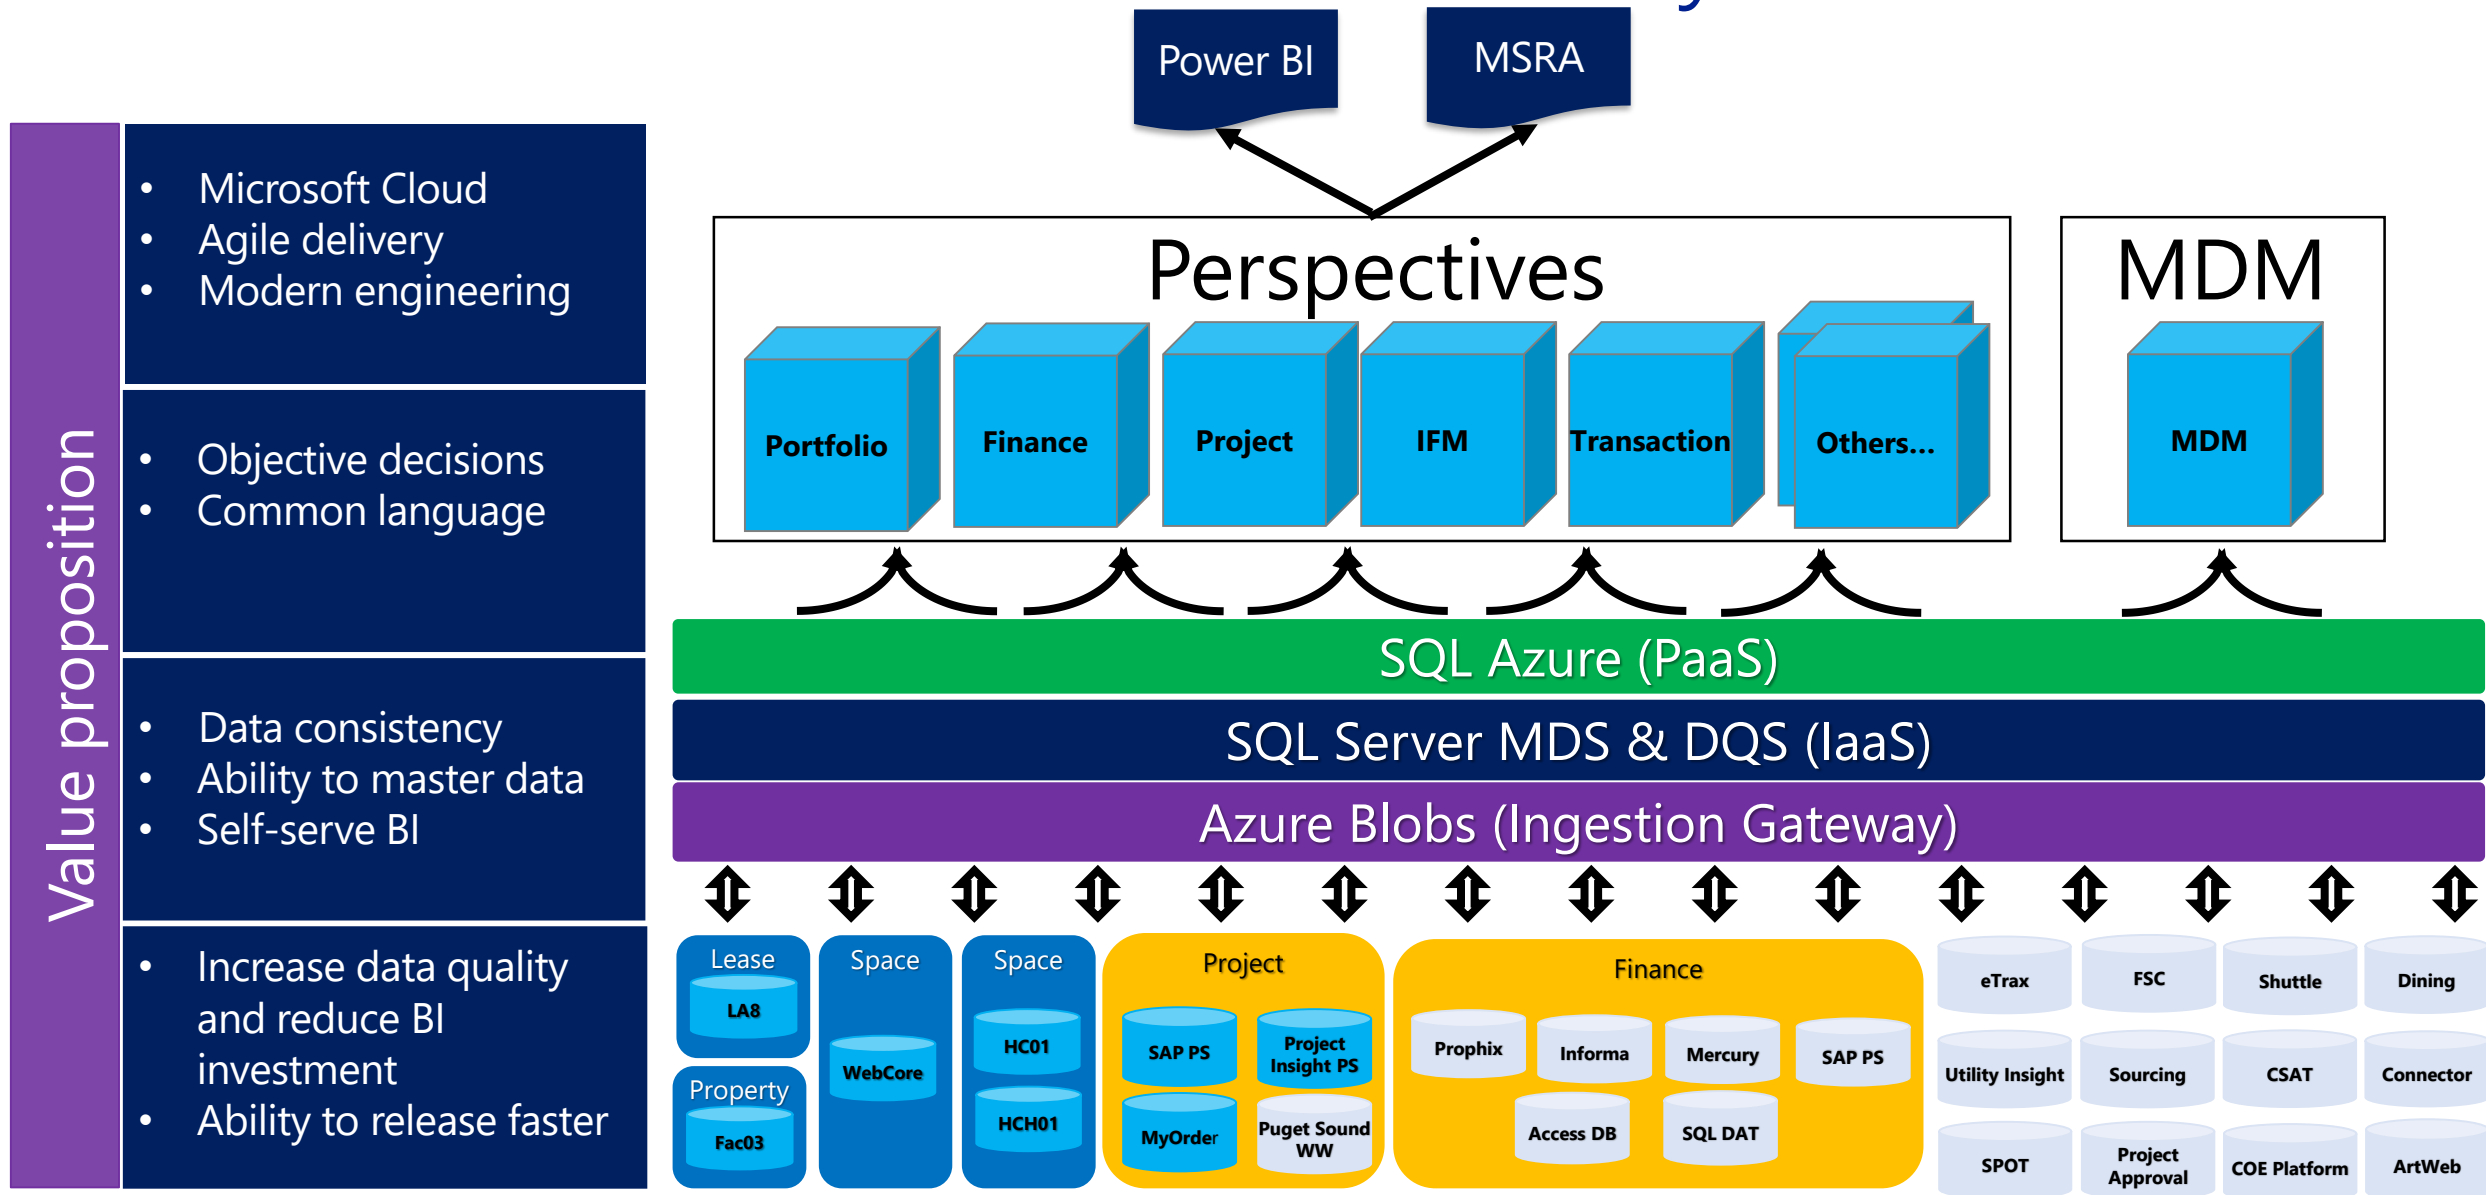 Power BI
MSRA
Value proposition
• Microsoft Cloud
• Agile delivery
• Modern engineering
• Objective decisions
• Common language
• Data consistency
• Ability to master data
• Self-serve BI
• Increase data quality
and reduce BI
investment
• Ability to release faster
Perspectives
Portfolio
Finance
Project
IFM
Transaction
Others...
MDM
MDM
SQL Azure (PaaS)
SQL Server MDS & DQS (IaaS)
Azure Blobs (Ingestion Gateway)
Lease
LA8
Property
Fac03
Space
WebCore
Space
HC01
HCH01
Project
SAP PS
Project
Insight PS
MyOrder
Puget Sound
WW
Finance
Prophix
Informa
Mercury
SAP PS
Access DB
SQL DAT
eTrax
FSC
Shuttle
Dining
Utility Insight
Sourcing
CSAT
Connector
SPOT
Project
Approval
COE Platform
ArtWeb